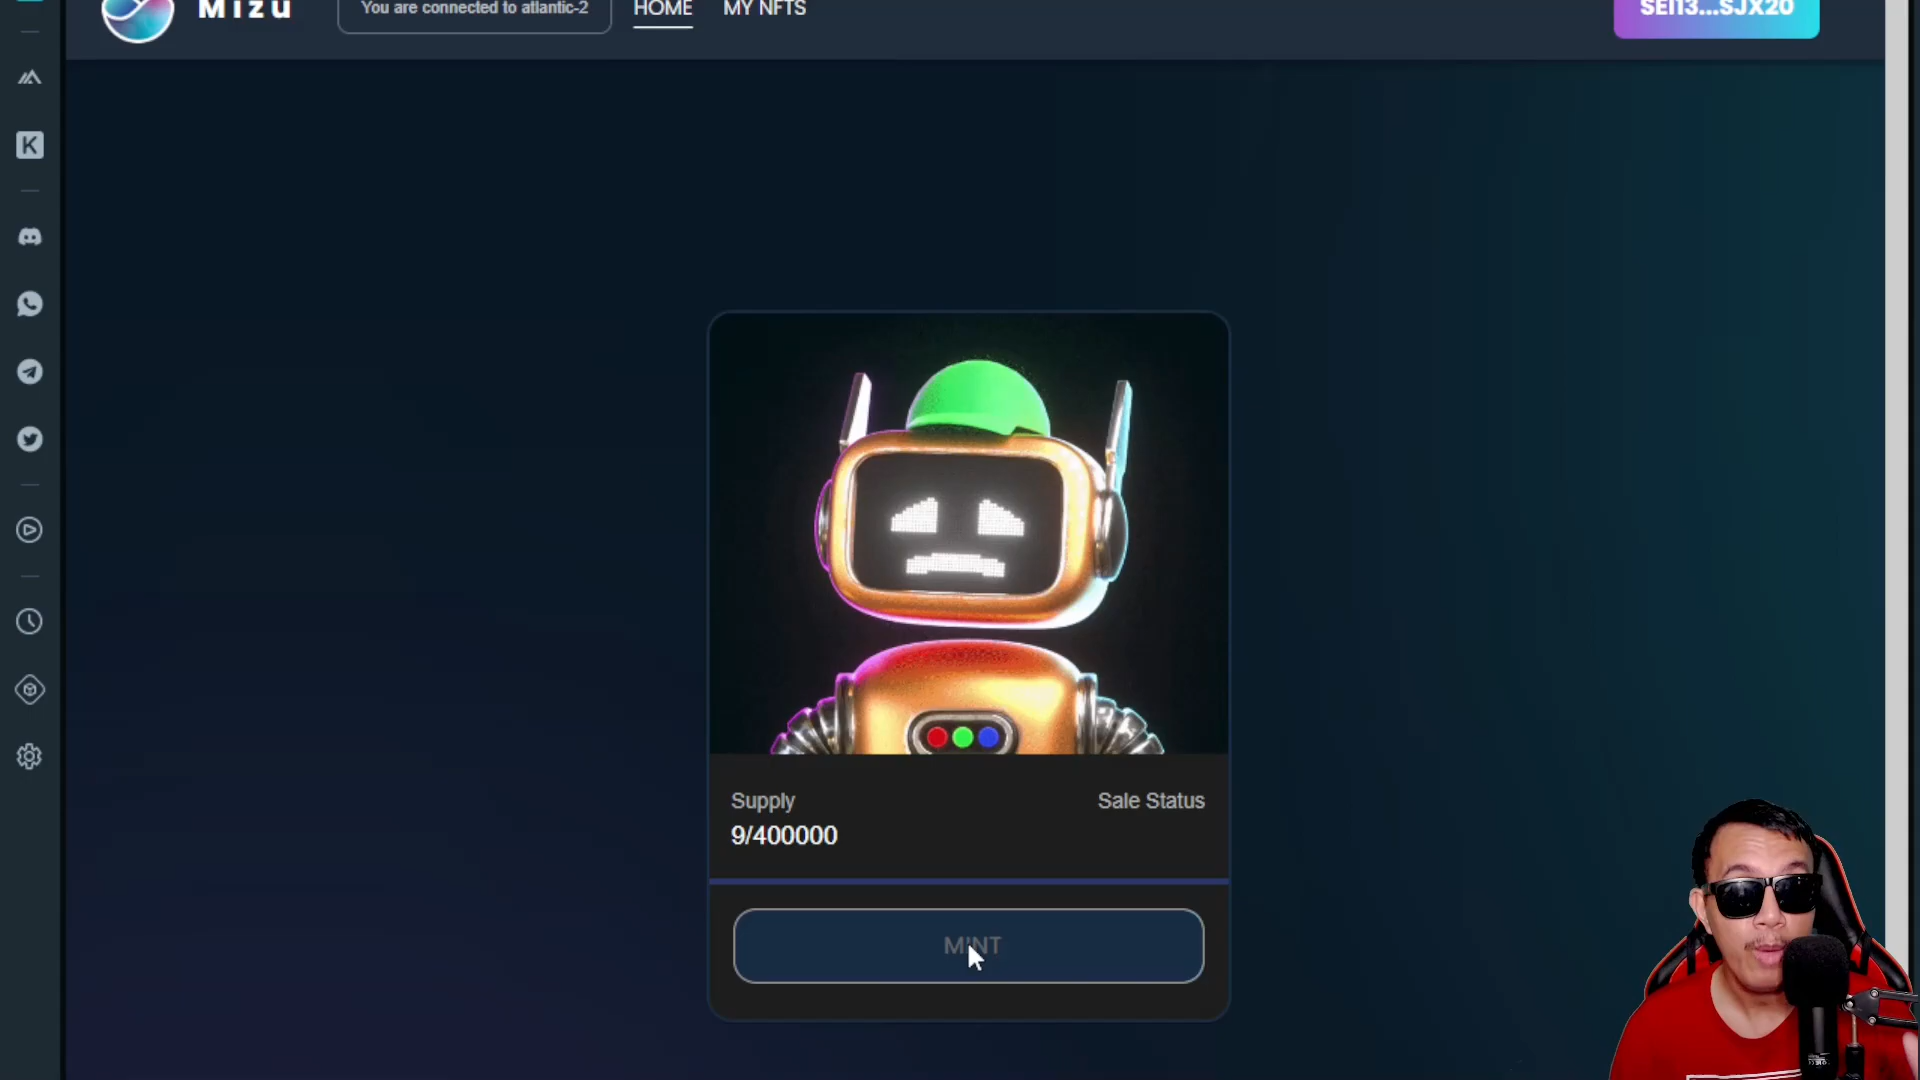 Mizu
You are connected to atlantic-2
HOME
MY NFTS
SEI13...SJX20
K
Supply
Sale Status
9/400000
MINT